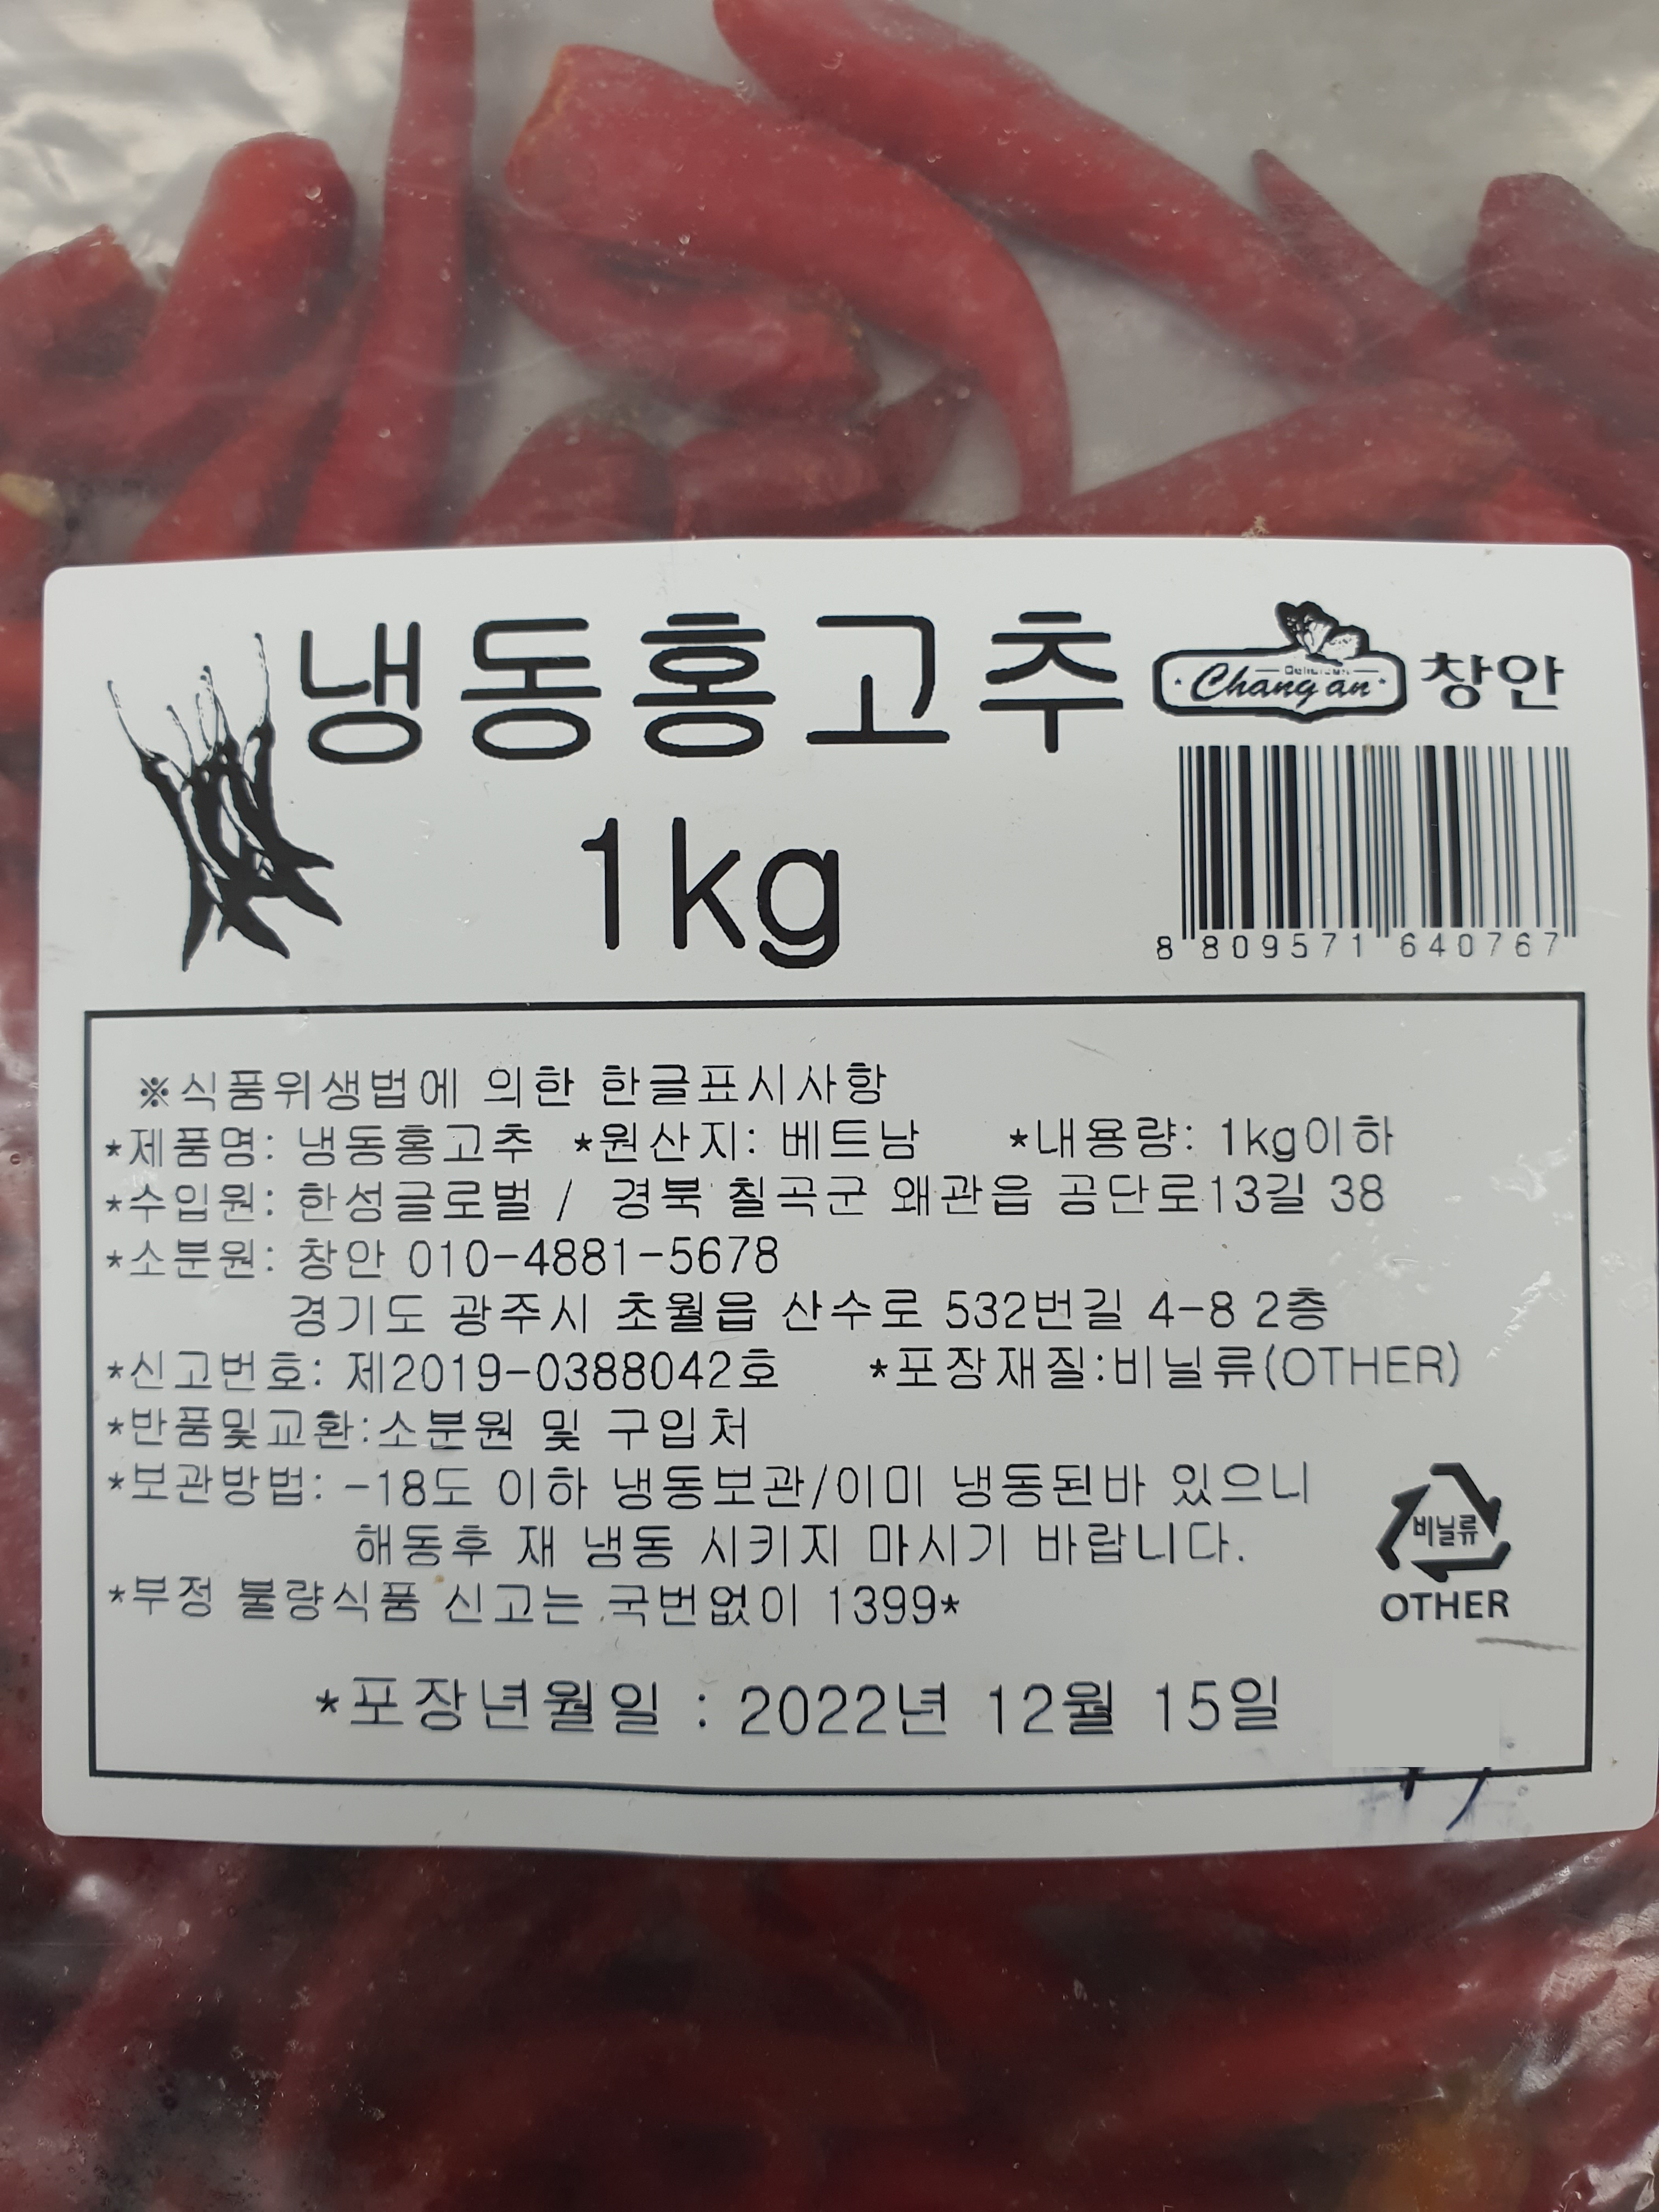 냉동홍고추
Chang an 창안
1kg
8 809571 640767
※식품위생법에 의한 한글표시사항
*제품명: 냉동홍고추 *원산지: 베트남 *내용량: 1kg이하
*수입원: 한성글로벌 / 경북 칠곡군 왜관읍 공단로13길 38
*소분원: 창안 010-4881-5678
경기도 광주시 초월읍 산수로 532번길 4-8 2층
*신고번호: 제2019-0388042호 *포장재질:비닐류(OTHER)
*반품및교환:소분원 및 구입처
*보관방법: -18도 이하 냉동보관/이미 냉동된바 있으니
해동후 재 냉동 시키지 마시기 바랍니다.
*부정 불량식품 신고는 국번없이 1399*
비닐류
OTHER
*포장년월일 : 2022년 12월 15일